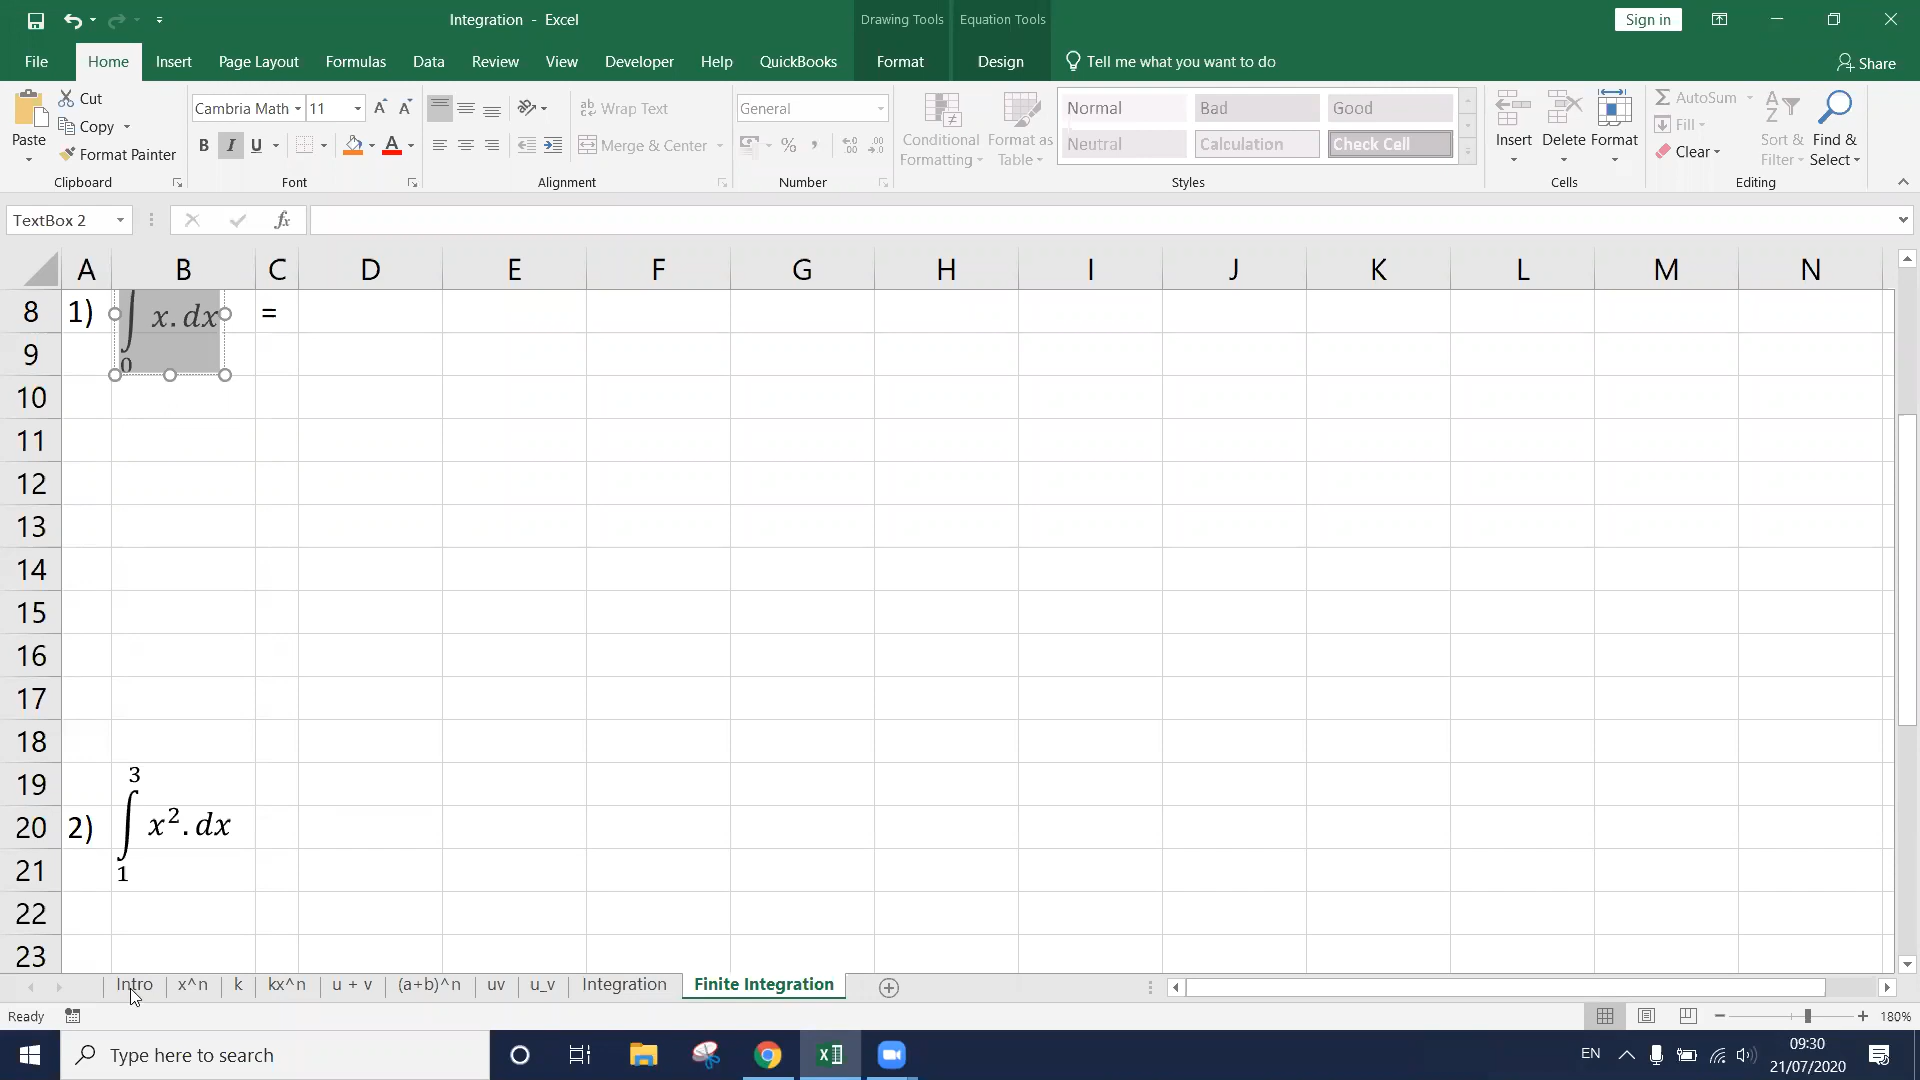 Integration - Excel
Drawing Tools
Equation Tools
Sign in
File
Home
Insert
Page Layout
Formulas
Data
Review
View
Developer
Help
QuickBooks
Format
Design
Tell me what you want to do
Share
Paste
Cut
Copy
Format Painter
Clipboard
Cambria Math
11
B I U
Font
Wrap Text
Merge & Center
Alignment
General
Number
Conditional Formatting
Format as Table
Normal
Bad
Good
Neutral
Calculation
Check Cell
Styles
Insert
Delete
Format
Cells
AutoSum
Fill
Clear
Sort & Filter
Find & Select
Editing
TextBox 2
fx
A B C D E F G H I J K L M N
8 1) ∫ x. dx =
0
9
10
11
12
13
14
15
16
17
18
19
3
20 2) ∫ x². dx
1
21
22
23
Intro
x^n
k
kx^n
u + v
(a+b)^n
uv
u_v
Integration
Finite Integration
Ready
180%
Type here to search
EN
09:30
21/07/2020